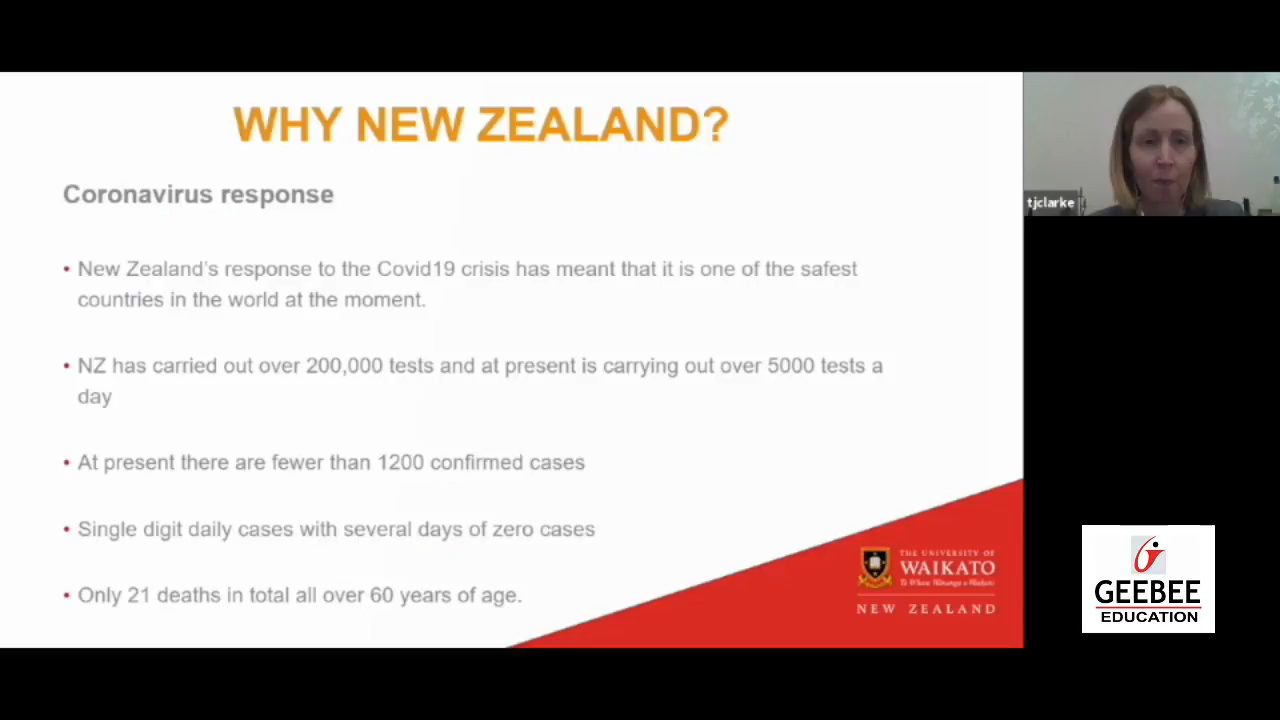 WHY NEW ZEALAND?
Coronavirus response
• New Zealand's response to the Covid19 crisis has meant that it is one of the safest
countries in the world at the moment.
• NZ has carried out over 200,000 tests and at present is carrying out over 5000 tests a
day
• At present there are fewer than 1200 confirmed cases
• Single digit daily cases with several days of zero cases
• Only 21 deaths in total all over 60 years of age.
THE UNIVERSITY OF
WAIKATO
Te Whare Wānanga o Waikato
NEW ZEALAND
tjclarke
GEEBEE
EDUCATION